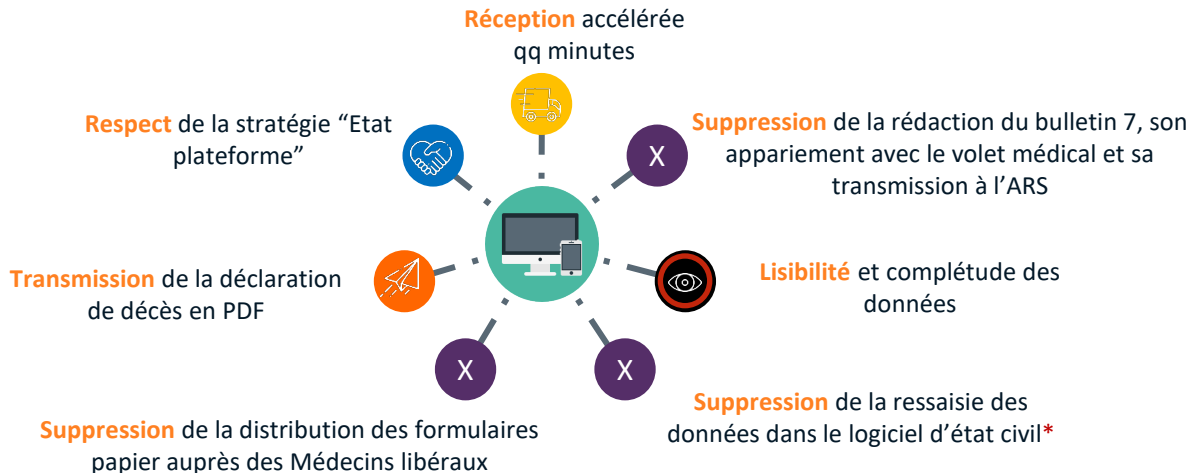 Réception accélérée
qq minutes
Respect de la stratégie “Etat
plateforme”
X
Suppression de la rédaction du bulletin 7, son
appariement avec le volet médical et sa
transmission à l’ARS
Transmission de la déclaration
de décès en PDF
Lisibilité et complétude des
données
X
X
Suppression de la distribution des formulaires
papier auprès des Médecins libéraux
Suppression de la ressaisie des
données dans le logiciel d’état civil*